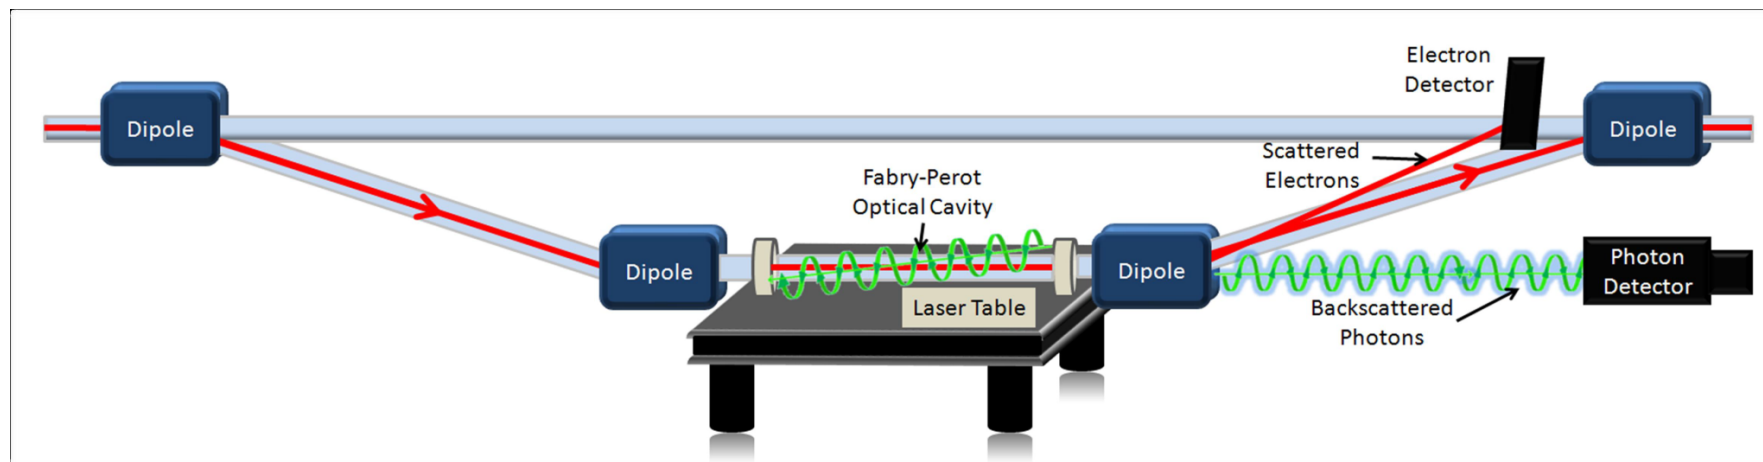 Electron
Detector
Dipole
Dipole
Scattered
Electrons
Fabry-Perot
Optical Cavity
Dipole
Dipole
Photon
Detector
Laser Table
Backscattered
Photons